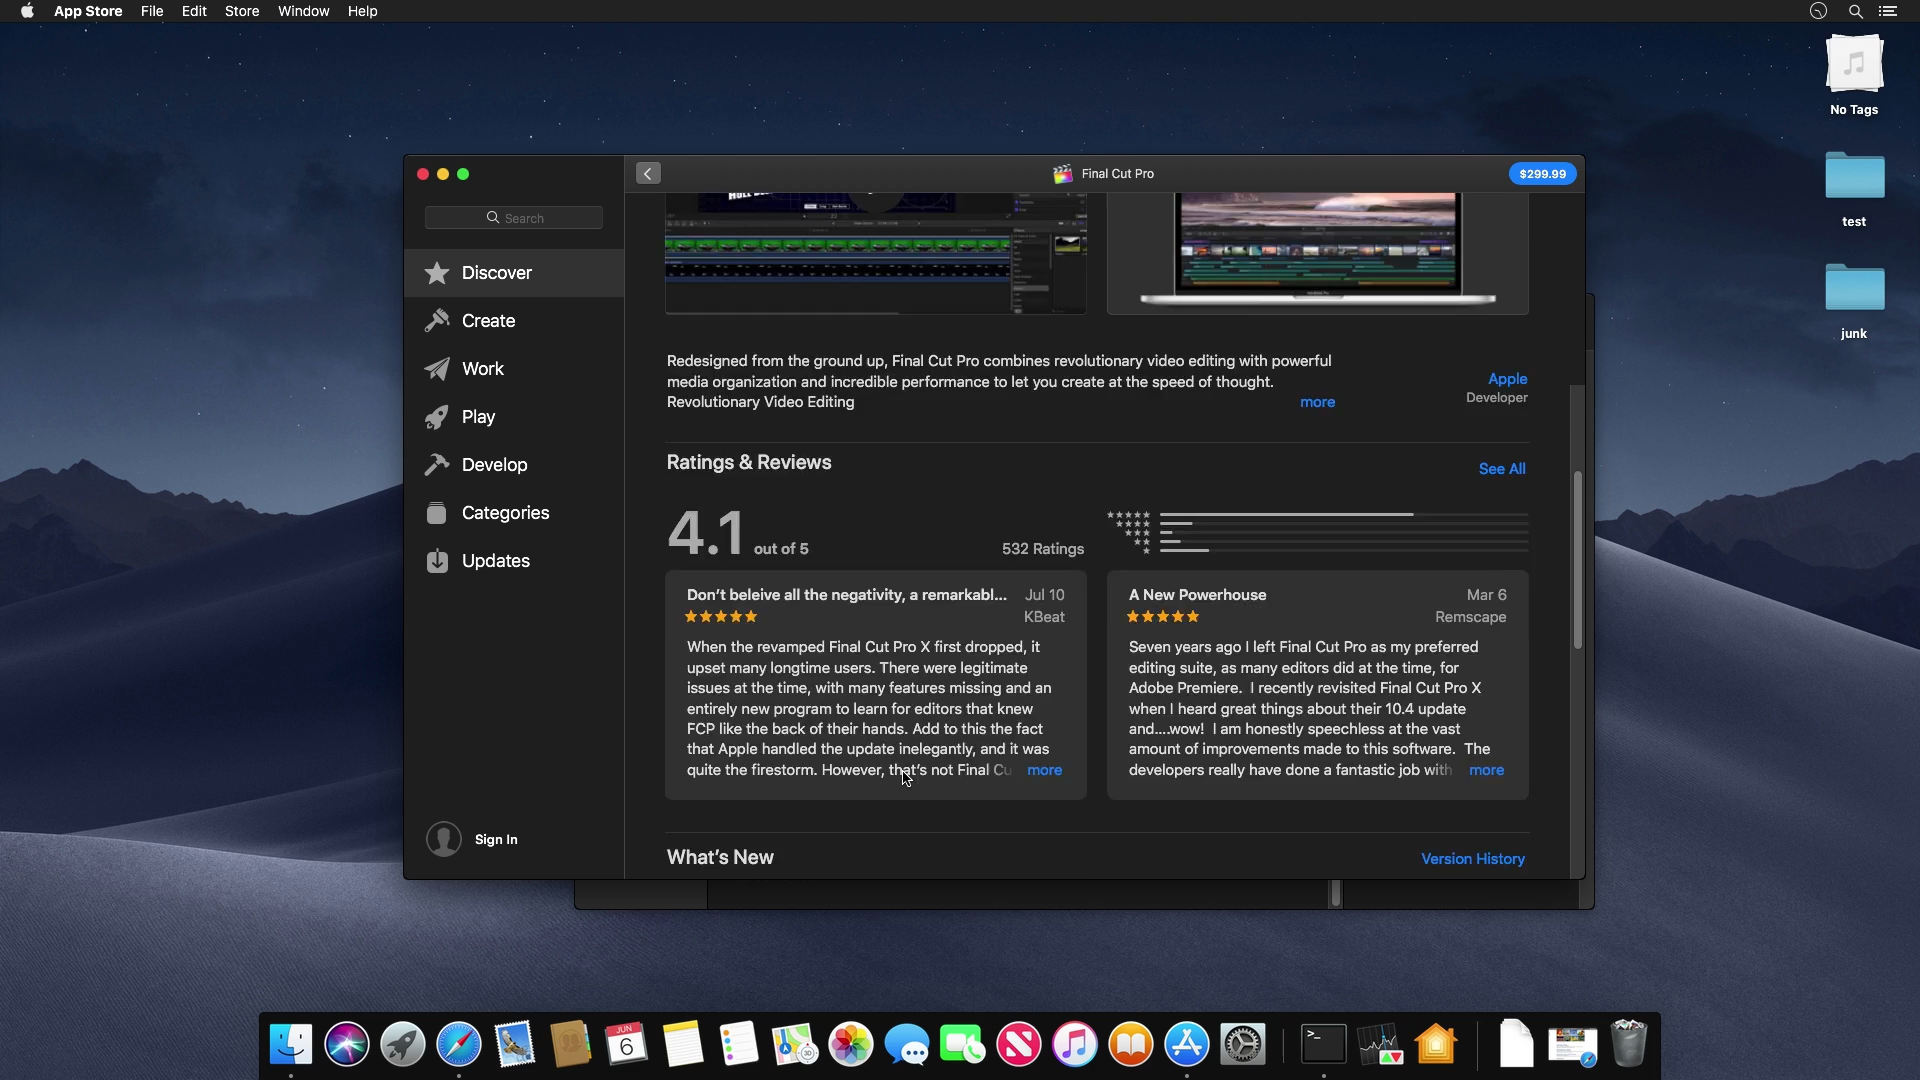 App Store File Edit Store Window Help
No Tags
test
junk
Final Cut Pro
$299.99
Search
Discover
Create
Work
Play
Develop
Categories
Updates
Sign In
Redesigned from the ground up, Final Cut Pro combines revolutionary video editing with powerful
media organization and incredible performance to let you create at the speed of thought.
Revolutionary Video Editing
more
Apple
Developer
Ratings & Reviews
See All
4.1 out of 5
532 Ratings
Don't beleive all the negativity, a remarkabl... Jul 10
KBeat
When the revamped Final Cut Pro X first dropped, it
upset many longtime users. There were legitimate
issues at the time, with many features missing and an
entirely new program to learn for editors that knew
FCP like the back of their hands. Add to this the fact
that Apple handled the update inelegantly, and it was
quite the firestorm. However, that's not Final Cu more
A New Powerhouse Mar 6
Remscape
Seven years ago I left Final Cut Pro as my preferred
editing suite, as many editors did at the time, for
Adobe Premiere. I recently revisited Final Cut Pro X
when I heard great things about their 10.4 update
and....wow! I am honestly speechless at the vast
amount of improvements made to this software. The
developers really have done a fantastic job with more
What's New
Version History
JUN
6
3D
>_